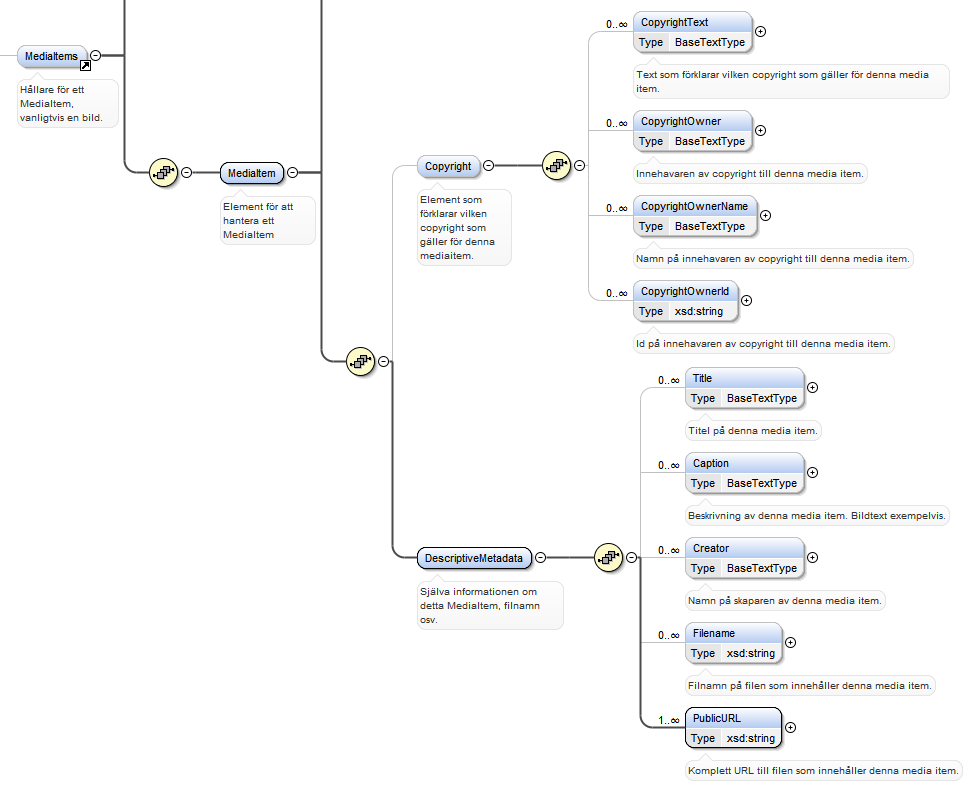 MediaItems
Hållare för ett
MediaItem,
vanligtvis en bild.
MediaItem
Element för att
hantera ett
MediaItem
Copyright
Element som
förklarar vilken
copyright som
gäller för denna
mediaitem.
0..∞
CopyrightText
Type BaseTextType
Text som förklarar vilken copyright som gäller för denna media
item.
0..∞
CopyrightOwner
Type BaseTextType
Innehavaren av copyright till denna media item.
0..∞
CopyrightOwnerName
Type BaseTextType
Namn på innehavaren av copyright till denna media item.
0..∞
CopyrightOwnerId
Type xsd:string
Id på innehavaren av copyright till denna media item.
DescriptiveMetadata
Själva informationen om
detta MediaItem, filnamn
osv.
0..∞
Title
Type BaseTextType
Titel på denna media item.
0..∞
Caption
Type BaseTextType
Beskrivning av denna media item. Bildtext exempelvis.
0..∞
Creator
Type BaseTextType
Namn på skaparen av denna media item.
0..∞
Filename
Type xsd:string
Filnamn på filen som innehåller denna media item.
1..∞
PublicURL
Type xsd:string
Komplett URL till filen som innehåller denna media item.